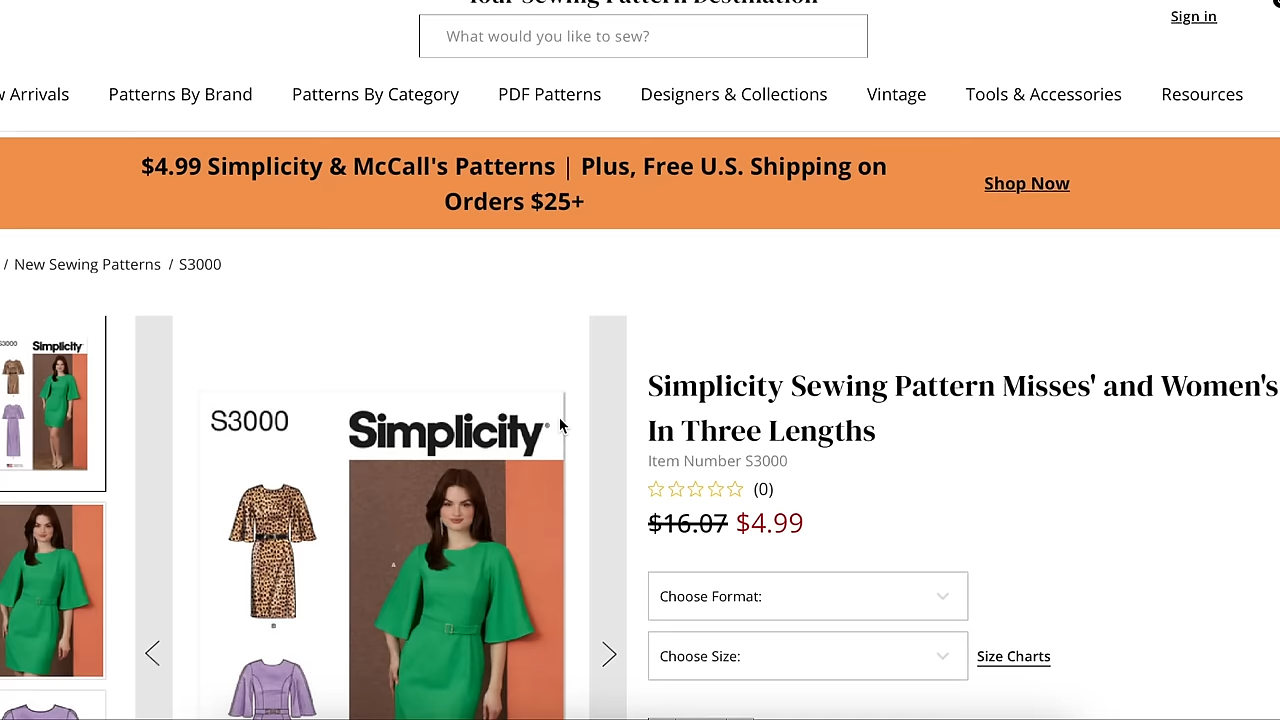 Your Sewing Pattern Destination
What would you like to sew?
Sign in
Arrivals
Patterns By Brand
Patterns By Category
PDF Patterns
Designers & Collections
Vintage
Tools & Accessories
Resources
$4.99 Simplicity & McCall's Patterns | Plus, Free U.S. Shipping on
Orders $25+
Shop Now
/ New Sewing Patterns / S3000
S3000
Simplicity
S3000
Simplicity
A
B
Simplicity Sewing Pattern Misses' and Women's
In Three Lengths
Item Number S3000
(0)
$16.07 $4.99
Choose Format:
Choose Size:
Size Charts